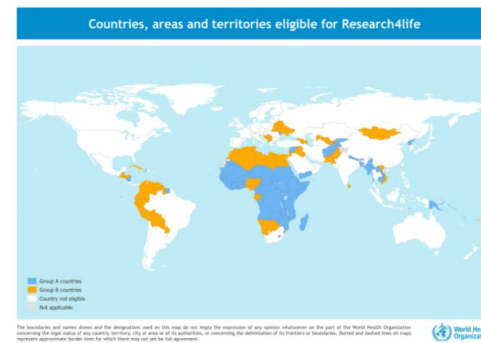 Countries, areas and territories eligible for Research4life
Group A countries
Group B countries
Country not eligible
Not applicable
The boundaries and names shown and the designations used on this map do not imply the expression of any opinion whatsoever on the part of the World Health Organization
concerning the legal status of any country, territory, city or area or of its authorities, or concerning the delimitation of its frontiers or boundaries. Dotted and dashed lines on maps
represent approximate border lines for which there may not yet be full agreement.
World He
Organizat